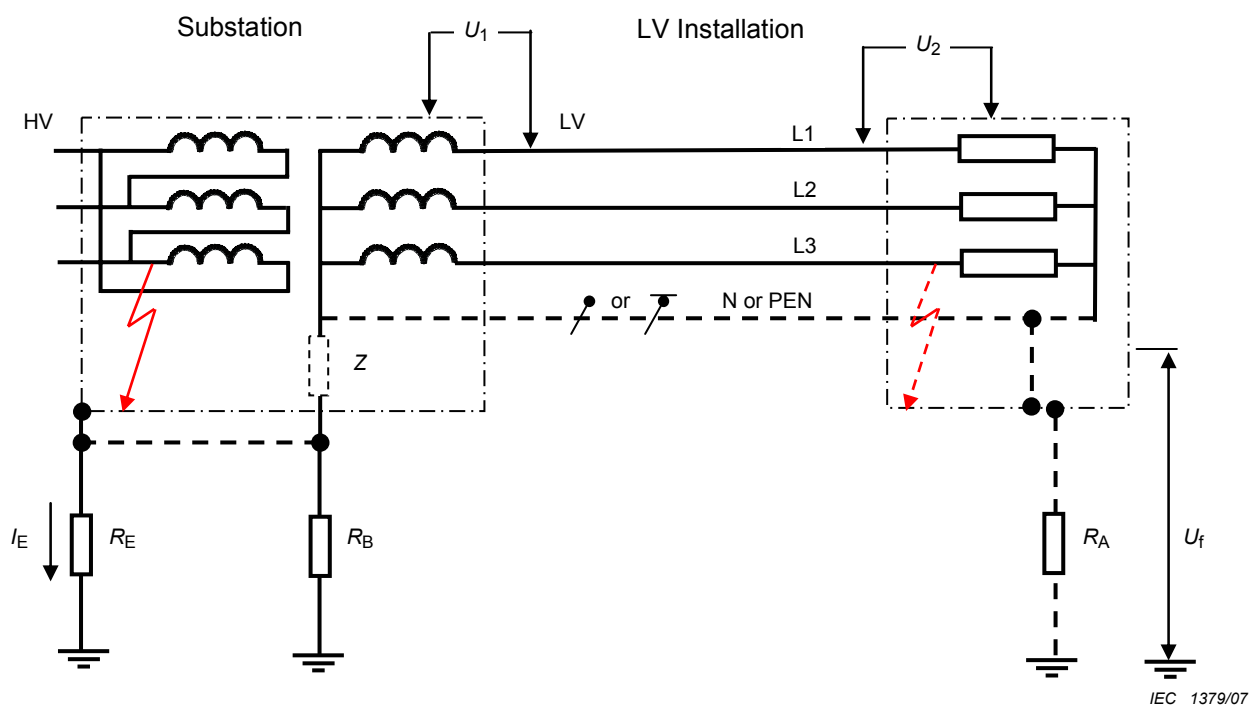 Substation
U1
LV Installation
U2
HV
LV
L1
L2
L3
or
N or PEN
Z
IE
RE
RB
RA
Uf
IEC 1379/07